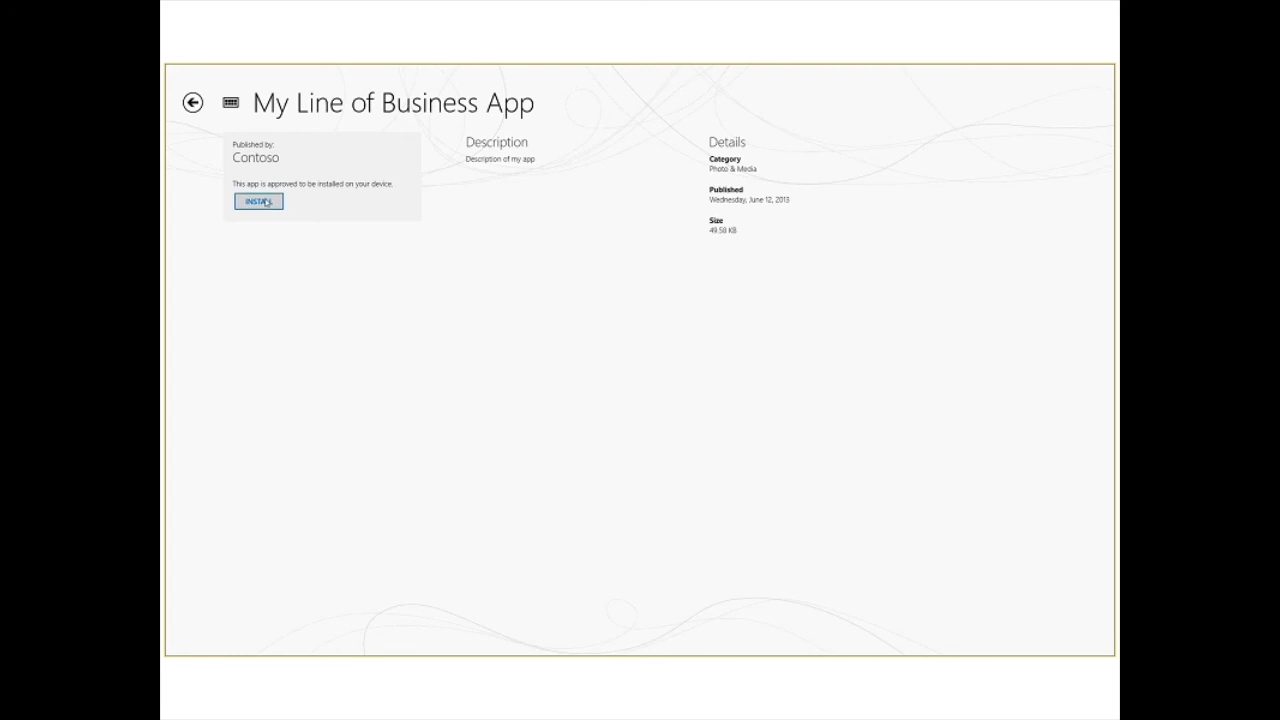 My Line of Business App
Published by:
Contoso
This app is approved to be installed on your device.
INSTALL
Description
Description of my app
Details
Category
Photo & Media
Published
Wednesday, June 12, 2013
Size
49.58 KB